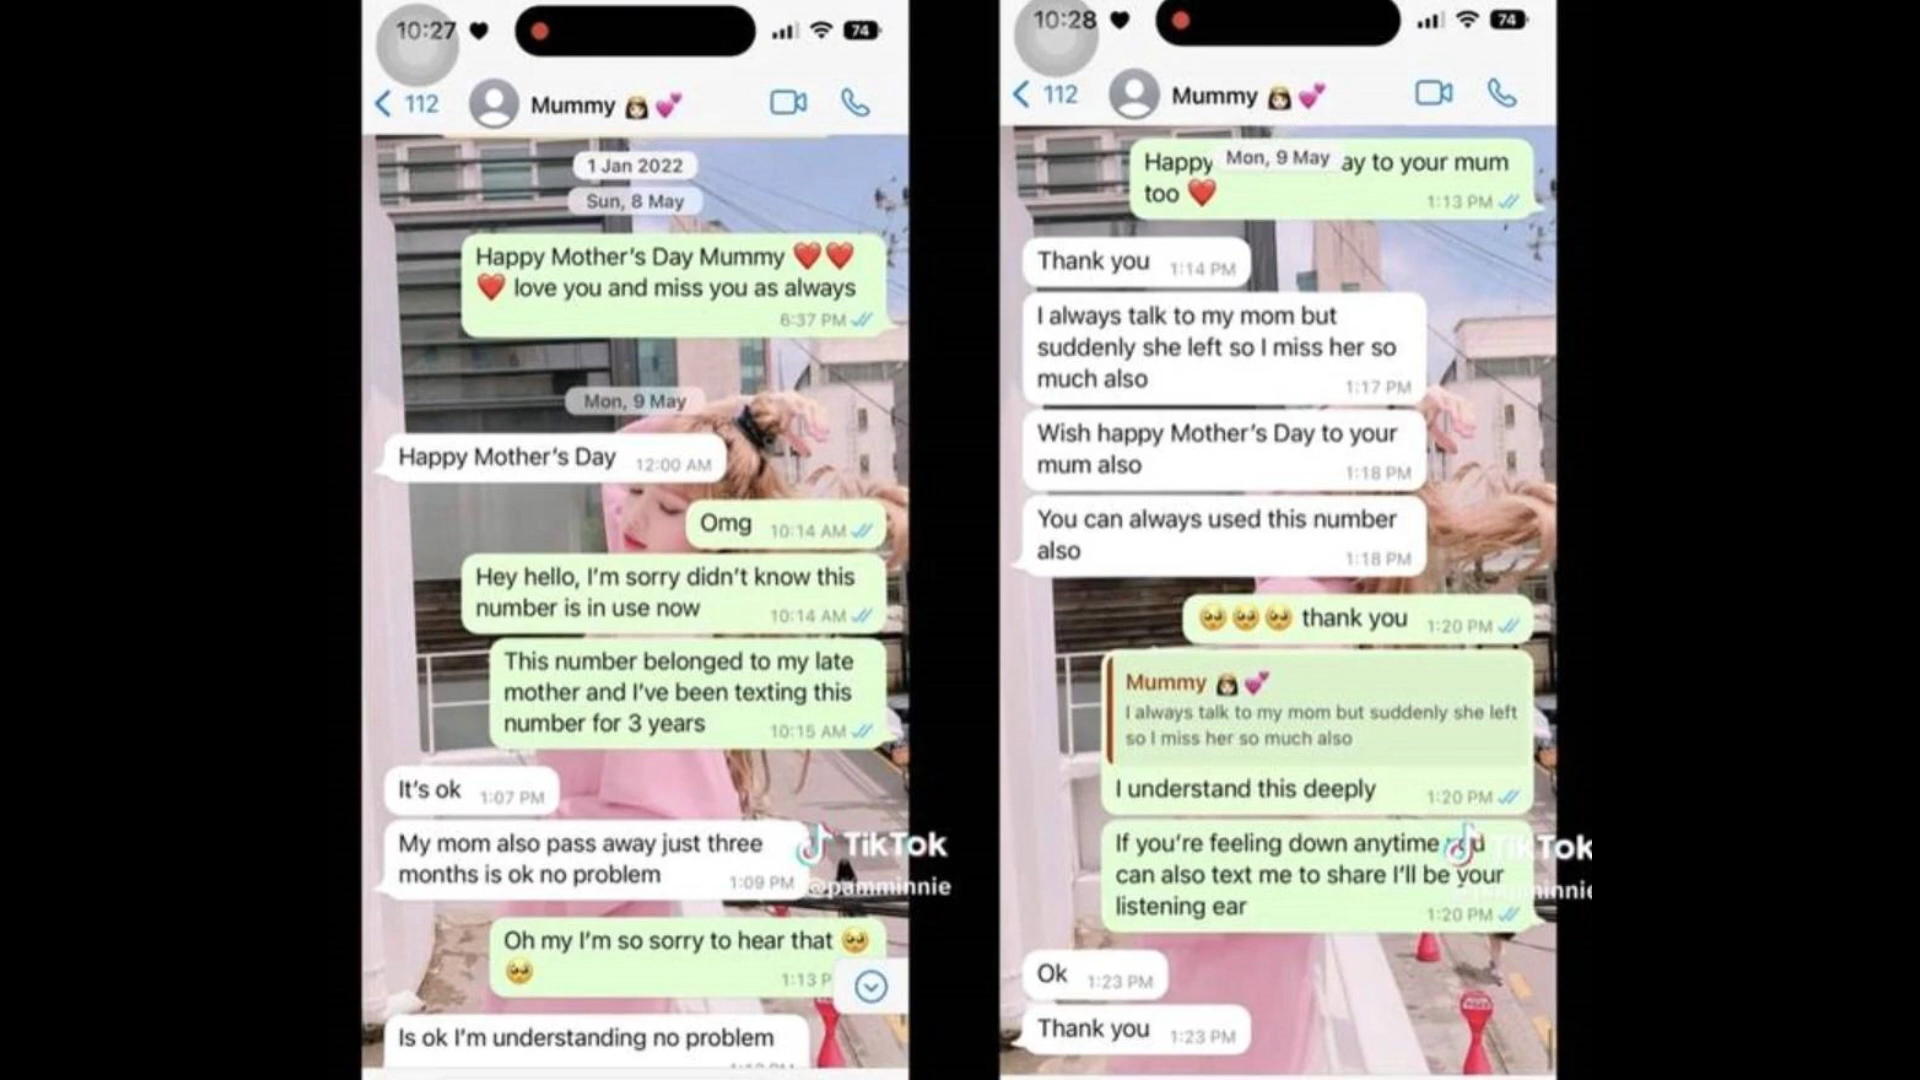 10:27
74
112
Mummy 👸🏻💕
1 Jan 2022
Sun, 8 May
Happy Mother's Day Mummy ❤️❤️
❤️ love you and miss you as always
6:37 PM
Mon, 9 May
Happy Mother's Day 12:00 AM
Omg 10:14 AM
Hey hello, I'm sorry didn't know this
number is in use now 10:14 AM
This number belonged to my late
mother and I've been texting this
number for 3 years 10:15 AM
It's ok 1:07 PM
My mom also pass away just three
months is ok no problem 1:09 PM
TikTok
@pamminnie
Oh my I'm so sorry to hear that 🥺
🥺 1:13 P
Is ok I'm understanding no problem
10:28
74
112
Mummy 👸🏻💕
Mon, 9 May
Happy ay to your mum
too ❤️ 1:13 PM
Thank you 1:14 PM
I always talk to my mom but
suddenly she left so I miss her so
much also 1:17 PM
Wish happy Mother's Day to your
mum also 1:18 PM
You can always used this number
also 1:18 PM
🥺🥺🥺 thank you 1:20 PM
Mummy 👸🏻💕
I always talk to my mom but suddenly she left
so I miss her so much also
I understand this deeply 1:20 PM
If you're feeling down anytime
can also text me to share I'll be your
listening ear 1:20 PM
TikTok
Ok 1:23 PM
Thank you 1:23 PM